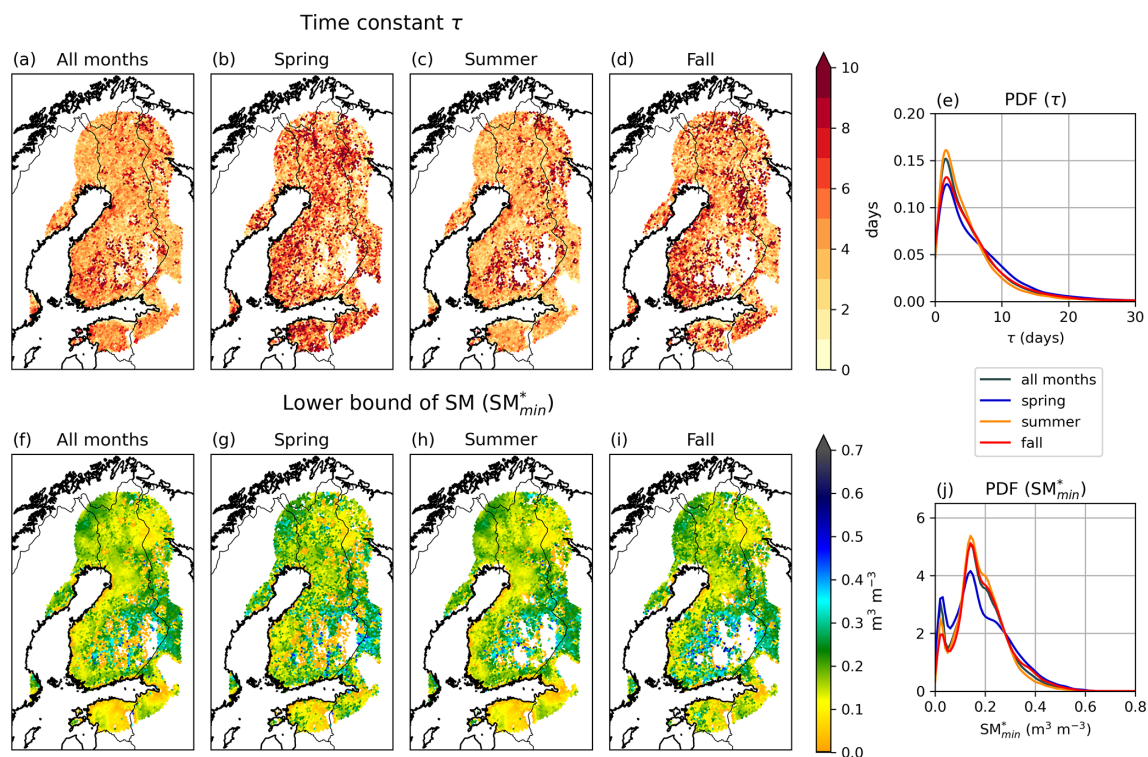 Time constant τ
(a) All months
(b) Spring
(c) Summer
(d) Fall
10
8
6
4
2
0
days
(e) PDF (τ)
0.20
0.15
0.10
0.05
0.00
0 10 20 30
τ (days)
all months
spring
summer
fall
Lower bound of SM (SM*min)
(f) All months
(g) Spring
(h) Summer
(i) Fall
0.7
0.6
0.5
0.4
0.3
0.2
0.1
0.0
m³ m⁻³
(j) PDF (SM*min)
6
4
2
0
0.0 0.2 0.4 0.6 0.8
SM*min (m³ m⁻³)